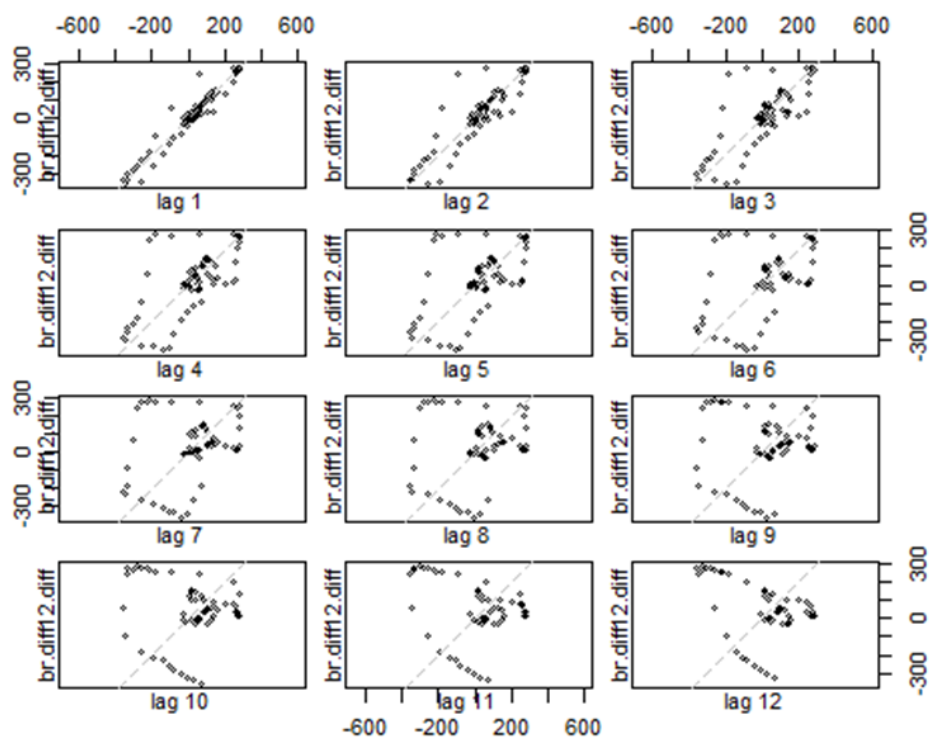 -600 -200 200 600 -600 -200 200 600
-300 0 300
br.diff12.diff br.diff12.diff br.diff12.diff
lag 1 lag 2 lag 3
br.diff12.diff br.diff12.diff br.diff12.diff
-300 0 300
lag 4 lag 5 lag 6
-300 0 300
br.diff12.diff br.diff12.diff br.diff12.diff
lag 7 lag 8 lag 9
br.diff12.diff br.diff12.diff br.diff12.diff
-300 0 300
lag 10 lag 11 lag 12
-600 -200 200 600